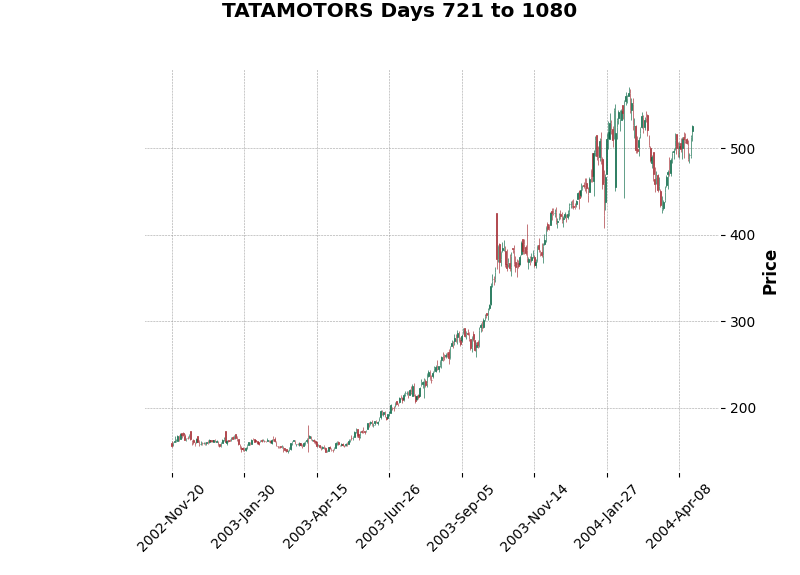 TATAMOTORS Days 721 to 1080
500
400
300
200
Price
2002-Nov-20
2003-Jan-30
2003-Apr-15
2003-Jun-26
2003-Sep-05
2003-Nov-14
2004-Jan-27
2004-Apr-08